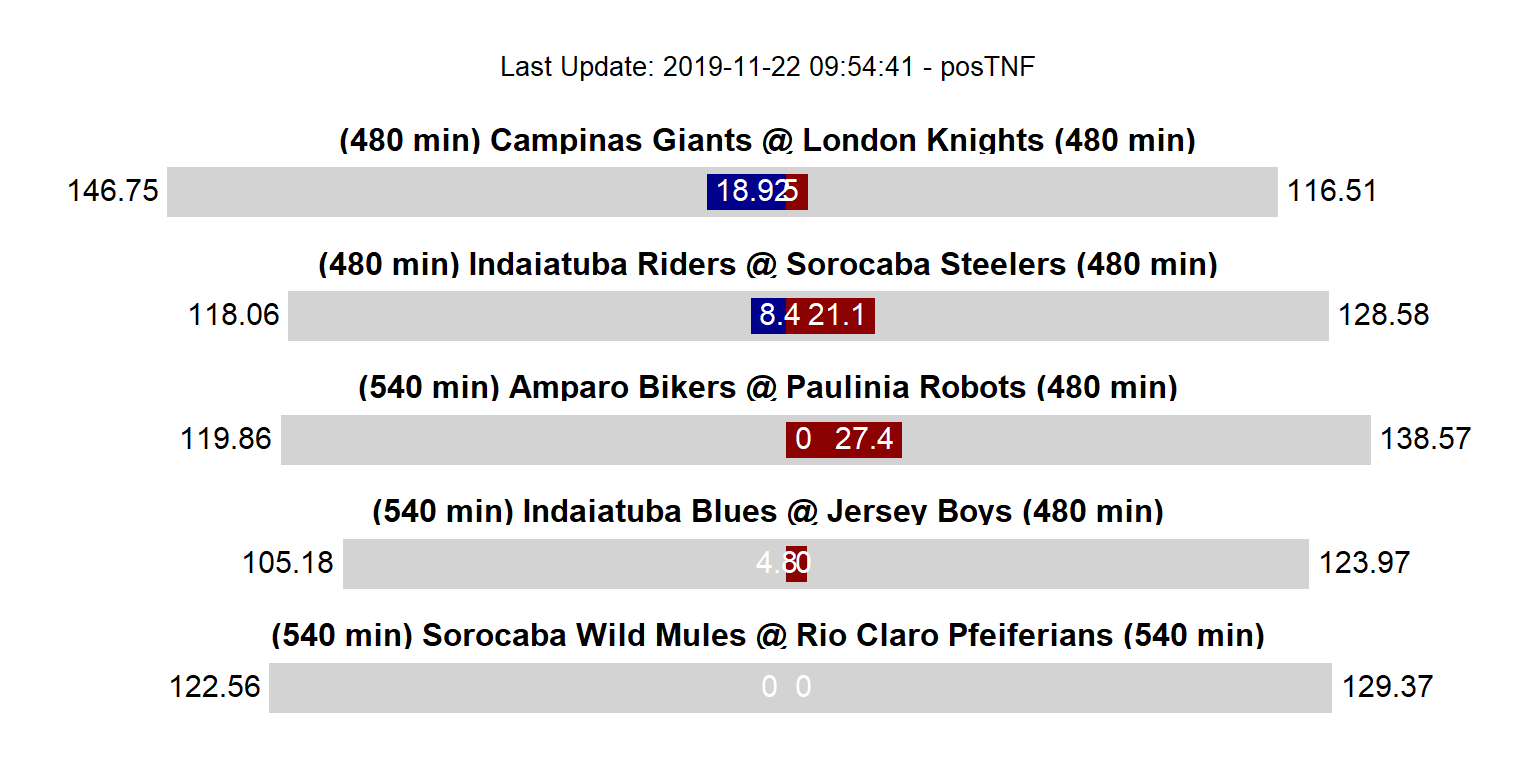 Last Update: 2019-11-22 09:54:41 - posTNF
(480 min) Campinas Giants @ London Knights (480 min)
146.75 18.92 5 116.51
(480 min) Indaiatuba Riders @ Sorocaba Steelers (480 min)
118.06 8.4 21.1 128.58
(540 min) Amparo Bikers @ Paulinia Robots (480 min)
119.86 0 27.4 138.57
(540 min) Indaiatuba Blues @ Jersey Boys (480 min)
105.18 4.8 0 123.97
(540 min) Sorocaba Wild Mules @ Rio Claro Pfeiferians (540 min)
122.56 0 0 129.37